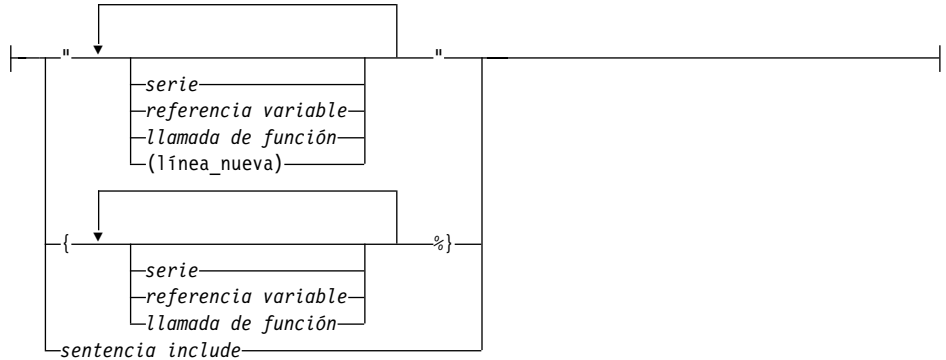 " "
serie
referencia variable
llamada de función
(línea_nueva)
{ %}
serie
referencia variable
llamada de función
sentencia include